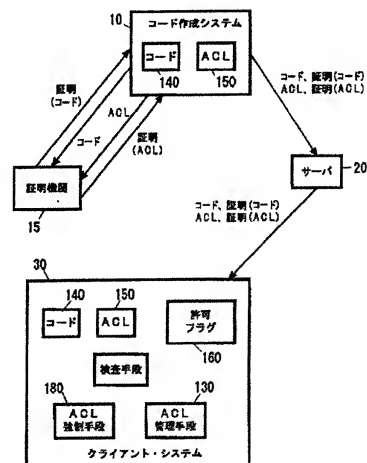 10
コード作成システム
コード
ACL
140
150
証明
(コード)
コード
ACL
証明
(ACL)
証明機関
15
コード、証明(コード)
ACL、証明(ACL)
サーバ
20
コード、証明(コード)
ACL、証明(ACL)
30
140
150
コード
ACL
許可
フラグ
160
検査手段
180
130
ACL
強制手段
ACL
管理手段
クライアント・システム